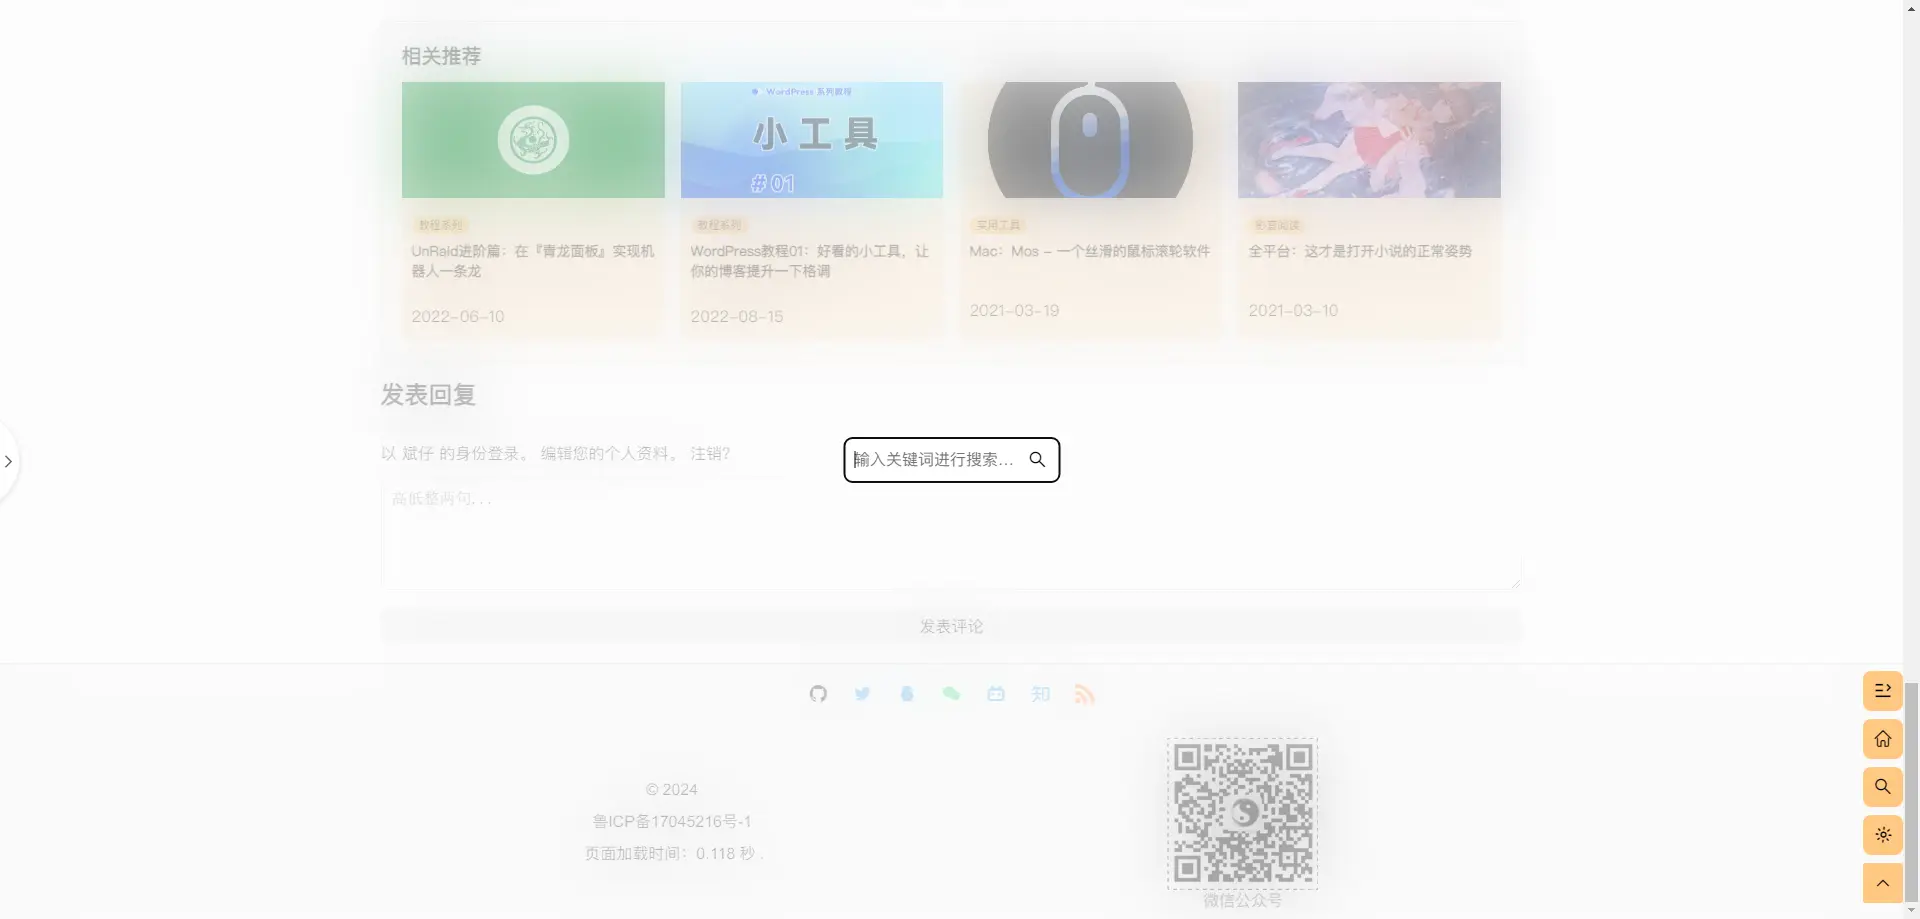 相关推荐
WordPress 系列教程
小工具
#01
教程系列
UnRaid进阶篇：在『青龙面板』实现机
器人一条龙
2022-06-10
教程系列
WordPress教程01：好看的小工具，让
你的博客提升一下格调
2022-08-15
实用工具
Mac：Mos - 一个丝滑的鼠标滚轮软件
2021-03-19
影音阅读
全平台：这才是打开小说的正常姿势
2021-03-10
发表回复
以 斌仔 的身份登录。 编辑您的个人资料。 注销？
输入关键词进行搜索...
高低整两句...
发表评论
知
© 2024
鲁ICP备17045216号-1
页面加载时间：0.118 秒 .
微信公众号